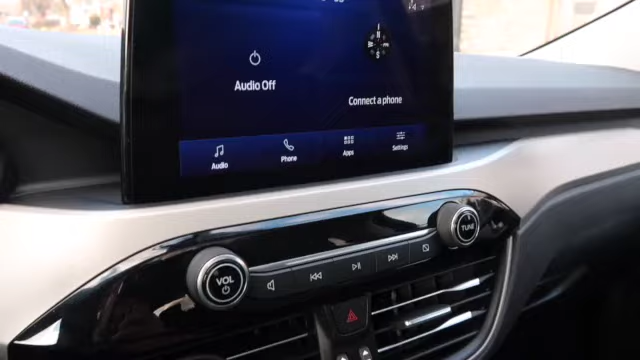 Audio Off
Connect a phone
Audio
Phone
Apps
Settings
VOL
TUNE